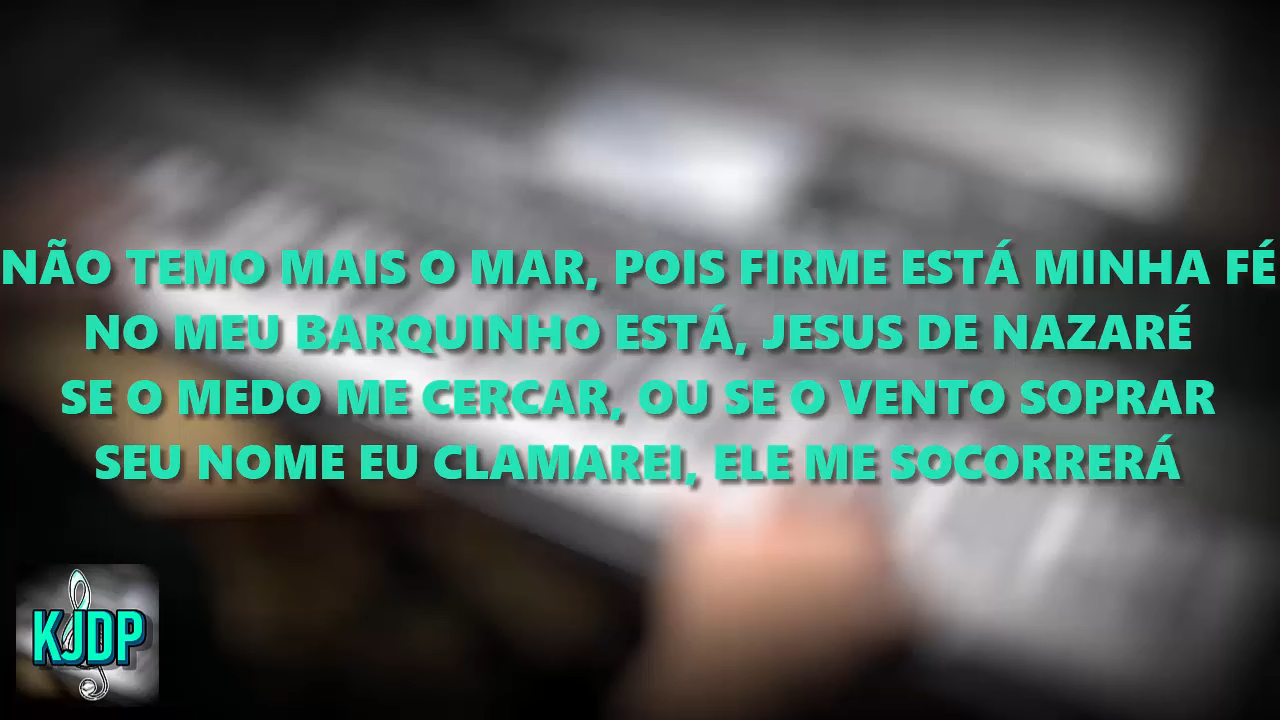 NÃO TEMO MAIS O MAR, POIS FIRME ESTÁ MINHA FÉ
NO MEU BARQUINHO ESTÁ, JESUS DE NAZARÉ
SE O MEDO ME CERCAR, OU SE O VENTO SOPRAR
SEU NOME EU CLAMAREI, ELE ME SOCORRERÁ
KJDP